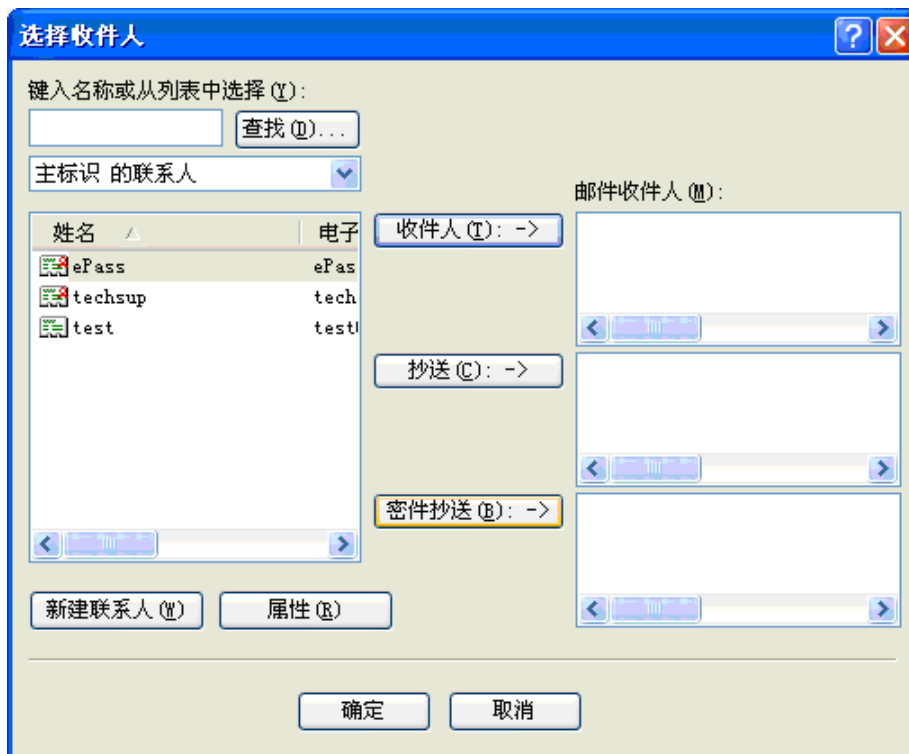 选择收件人
键入名称或从列表中选择(Y):
查找(D)...
主标识 的联系人
邮件收件人(M):
姓名 电子
收件人(T): ->
ePass ePas
techsup tech
test test
抄送(C): ->
密件抄送(B): ->
新建联系人(W) 属性(R)
确定 取消